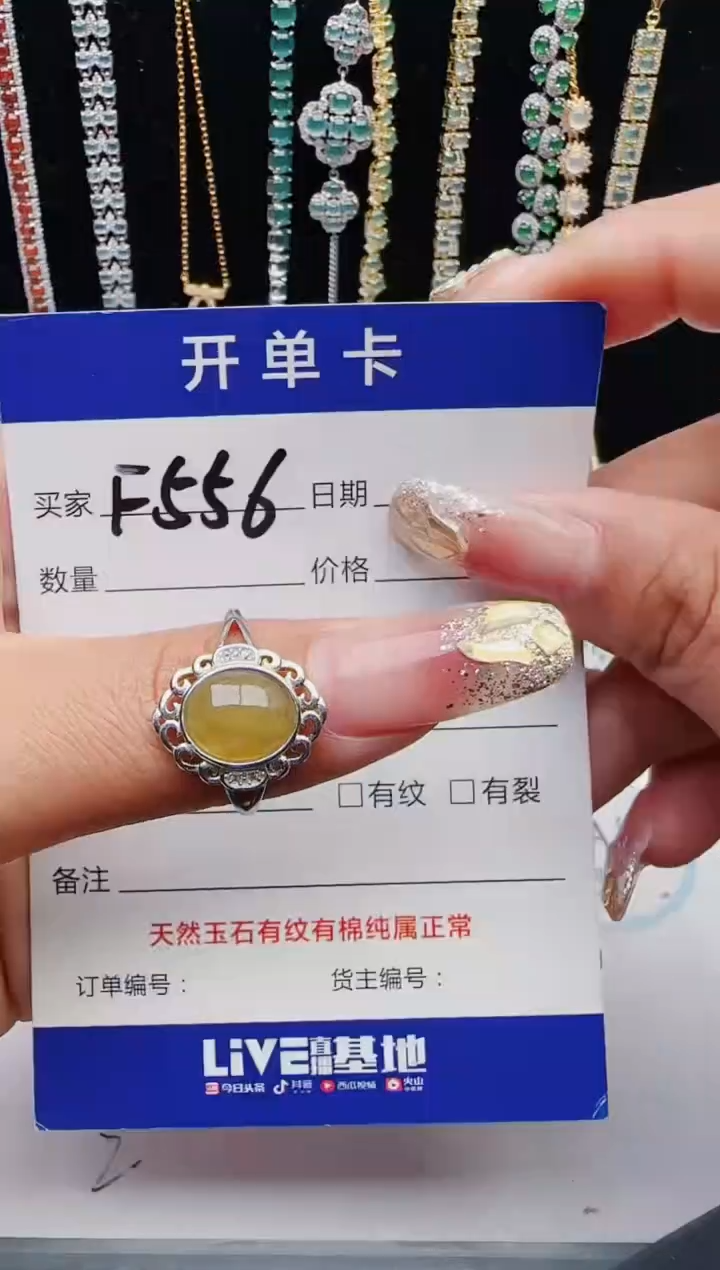 开单卡
买家 F556 日期
数量 价格
□有纹 □有裂
备注
天然玉石有纹有棉纯属正常
订单编号： 货主编号：
LiVE直播基地
今日头条 抖音 西瓜视频 火山
2